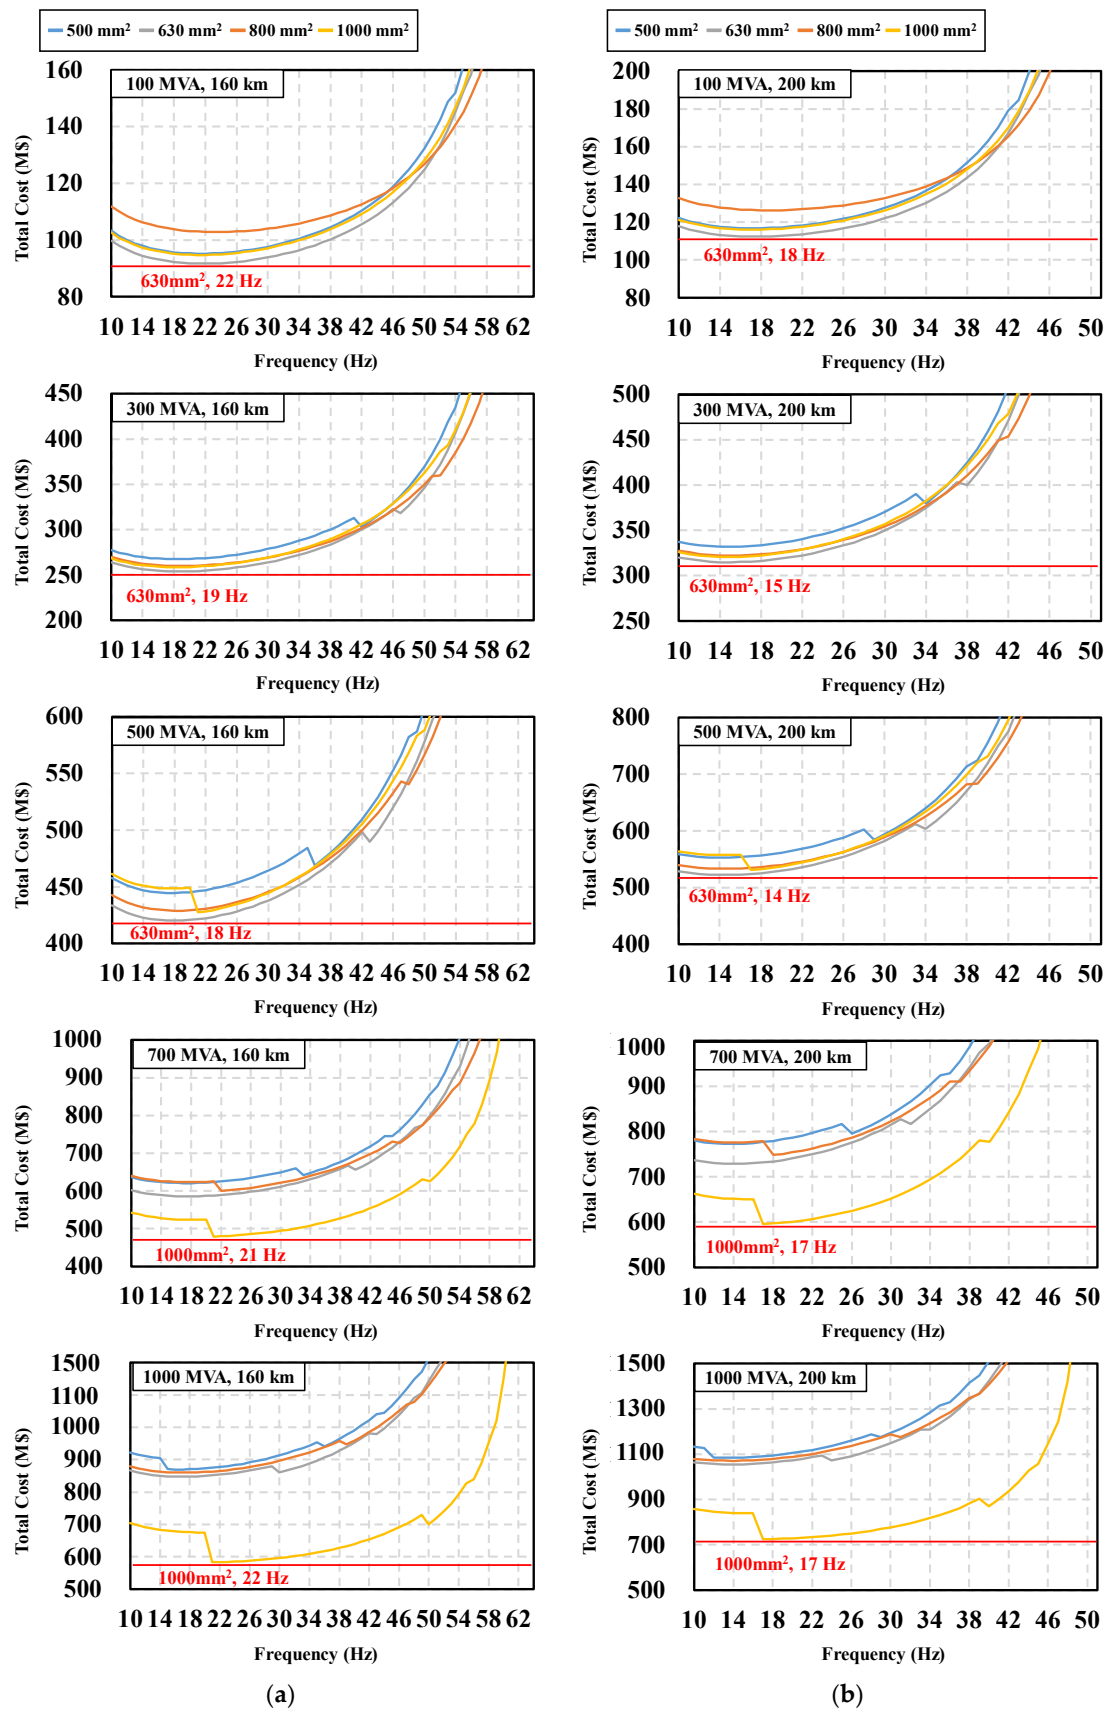 500 mm² 630 mm² 800 mm² 1000 mm²
160
140
120
100
80
Total Cost (M$)
100 MVA, 160 km
630mm², 22 Hz
10 14 18 22 26 30 34 38 42 46 50 54 58 62
Frequency (Hz)
500 mm² 630 mm² 800 mm² 1000 mm²
200
180
160
140
120
100
80
Total Cost (M$)
100 MVA, 200 km
630mm², 18 Hz
10 14 18 22 26 30 34 38 42 46 50
Frequency (Hz)
450
400
350
300
250
200
Total Cost (M$)
300 MVA, 160 km
630mm², 19 Hz
10 14 18 22 26 30 34 38 42 46 50 54 58 62
Frequency (Hz)
500
450
400
350
300
250
Total Cost (M$)
300 MVA, 200 km
630mm², 15 Hz
10 14 18 22 26 30 34 38 42 46 50
Frequency (Hz)
600
550
500
450
400
Total Cost (M$)
500 MVA, 160 km
630mm², 18 Hz
10 14 18 22 26 30 34 38 42 46 50 54 58 62
Frequency (Hz)
800
700
600
500
400
Total Cost (M$)
500 MVA, 200 km
630mm², 14 Hz
10 14 18 22 26 30 34 38 42 46 50
Frequency (Hz)
1000
900
800
700
600
500
400
Total Cost (M$)
700 MVA, 160 km
1000mm², 21 Hz
10 14 18 22 26 30 34 38 42 46 50 54 58 62
Frequency (Hz)
1000
900
800
700
600
500
Total Cost (M$)
700 MVA, 200 km
1000mm², 17 Hz
10 14 18 22 26 30 34 38 42 46 50
Frequency (Hz)
1500
1100
1000
900
800
700
600
500
Total Cost (M$)
1000 MVA, 160 km
1000mm², 22 Hz
10 14 18 22 26 30 34 38 42 46 50 54 58 62
Frequency (Hz)
(a)
1500
1300
1100
900
700
500
Total Cost (M$)
1000 MVA, 200 km
1000mm², 17 Hz
10 14 18 22 26 30 34 38 42 46 50
Frequency (Hz)
(b)